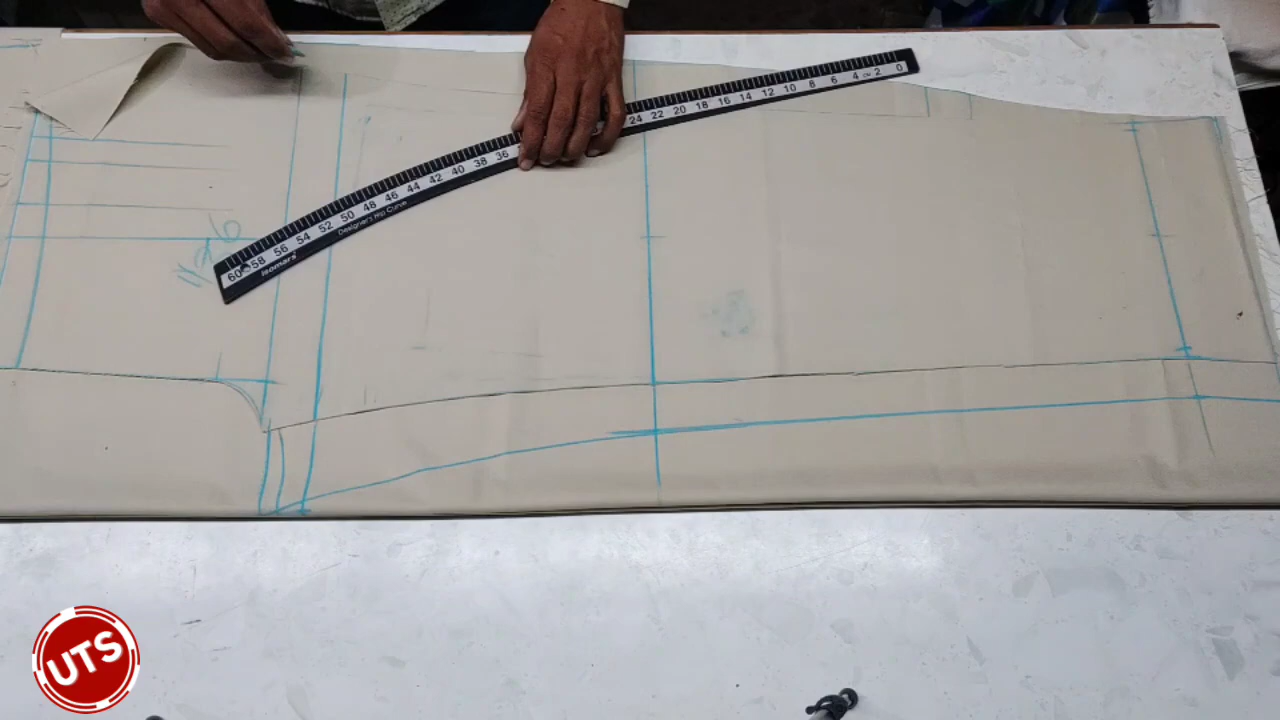 0 2 CM 4 6 8 10 12 14 16 18 20 22 24
36 38 40 42 44 46 48 50 52 54 56 58 60
Designer's Hip Curve
isomars
UTS